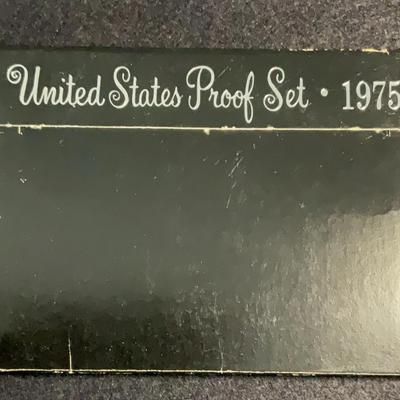 United States Proof Set • 1975